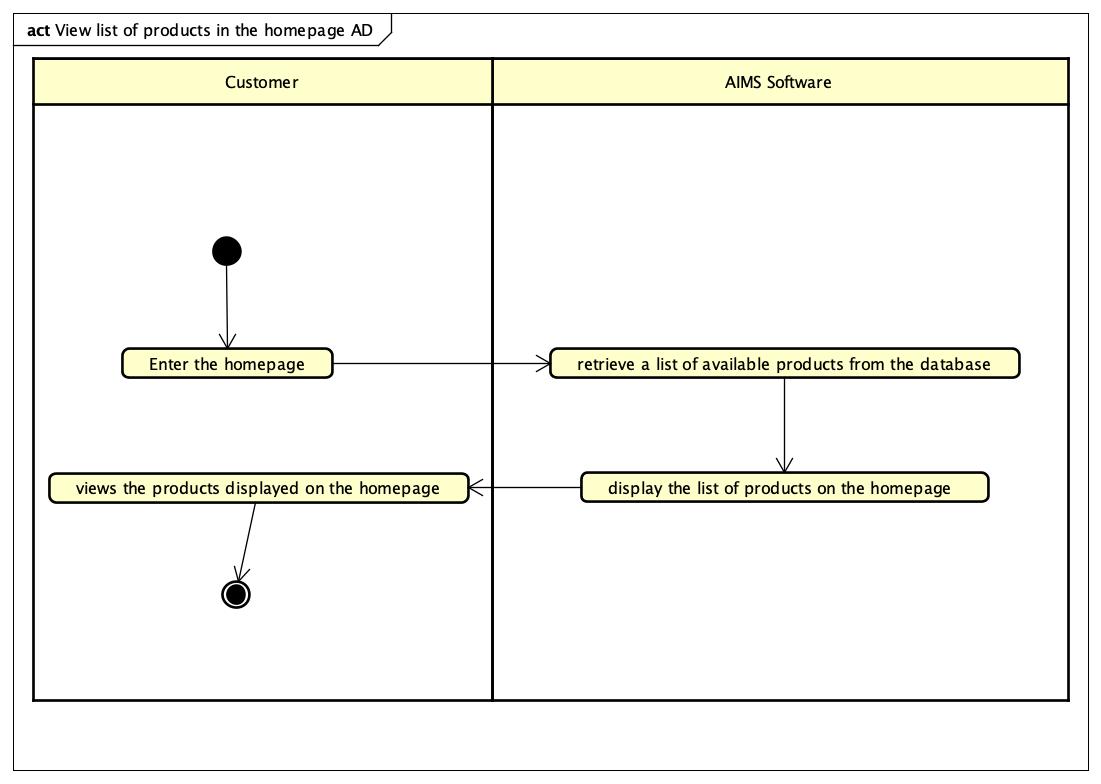 act View list of products in the homepage AD
Customer
AIMS Software
Enter the homepage
retrieve a list of available products from the database
views the products displayed on the homepage
display the list of products on the homepage